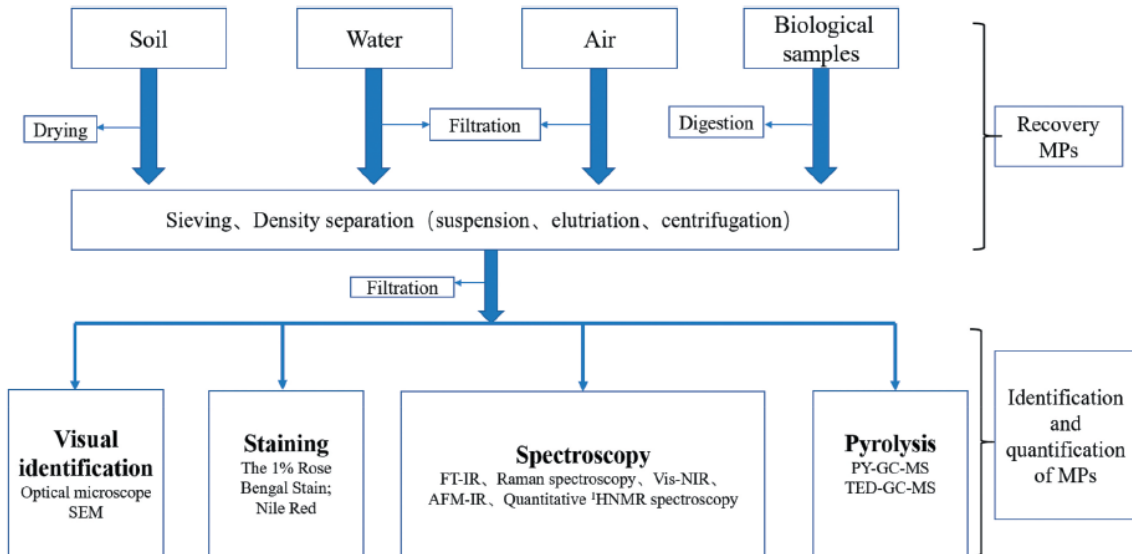 Soil
Water
Air
Biological
samples
Drying
Filtration
Digestion
Recovery
MPs
Sieving、Density separation（suspension、elutriation、centrifugation）
Filtration
Visual
identification
Optical microscope
SEM
Staining
The 1% Rose
Bengal Stain;
Nile Red
Spectroscopy
FT-IR、Raman spectroscopy、Vis-NIR、
AFM-IR、Quantitative ¹HNMR spectroscopy
Pyrolysis
PY-GC-MS
TED-GC-MS
Identification
and
quantification
of MPs